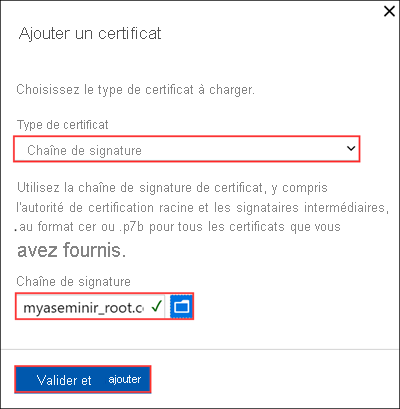 Ajouter un certificat
Choisissez le type de certificat à charger.
Type de certificat
Chaîne de signature
Utilisez la chaîne de signature de certificat, y compris
l'autorité de certification racine et les signataires intermédiaires,
.au format cer ou .p7b pour tous les certificats que vous
avez fournis.
Chaîne de signature
myaseminir_root.c
Valider et ajouter